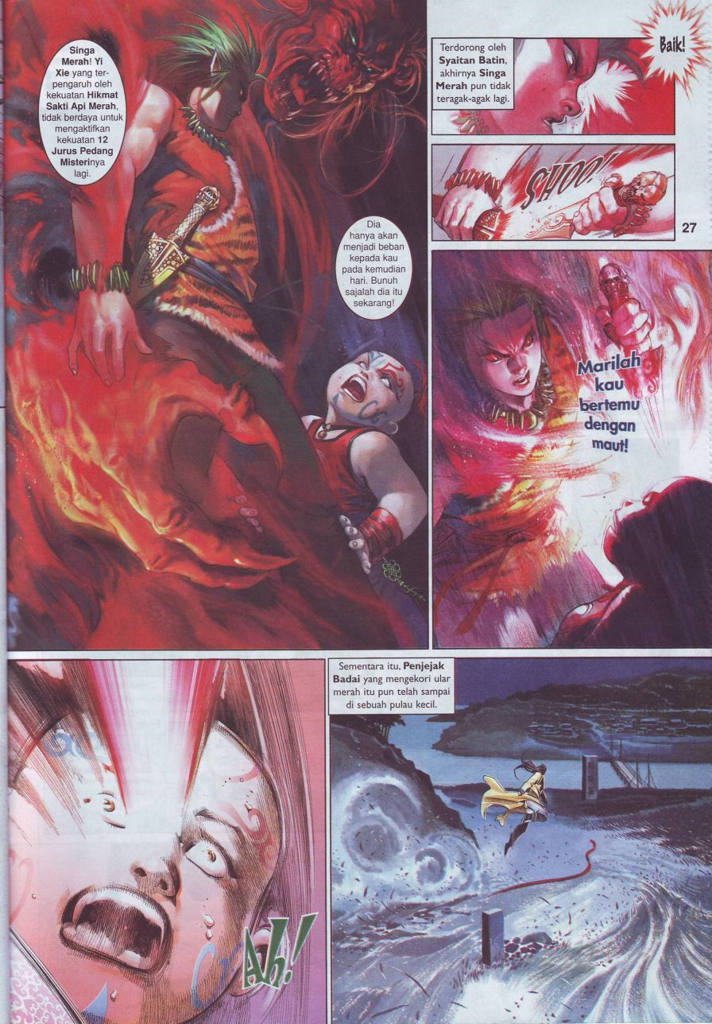 Singa
Merah! Yi
Xie yang ter-
pengaruh oleh
kekuatan Hikmat
Sakti Api Merah,
tidak berdaya untuk
mengaktifkan
kekuatan 12
Jurus Pedang
Misterinya
lagi.
Dia
hanya akan
menjadi beban
kepada kau
pada kemudian
hari. Bunuh
sajalah dia itu
sekarang!
Terdorong oleh
Syaitan Batin,
akhirnya Singa
Merah pun tidak
teragak-agak lagi.
Baik!
SHOO!
27
Marilah
kau
bertemu
dengan
maut!
Ah!
Sementara itu, Penjejak
Badai yang mengekori ular
merah itu pun telah sampai
di sebuah pulau kecil.